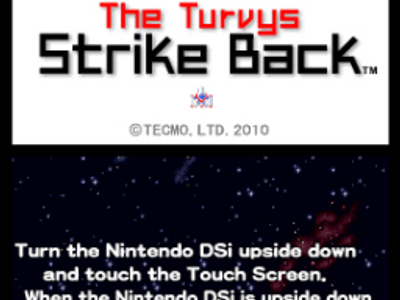 The Turvys
Strike Back™
©TECMO, LTD. 2010
Turn the Nintendo DSi upside down
and touch the Touch Screen.
When the Nintendo DSi is upside down